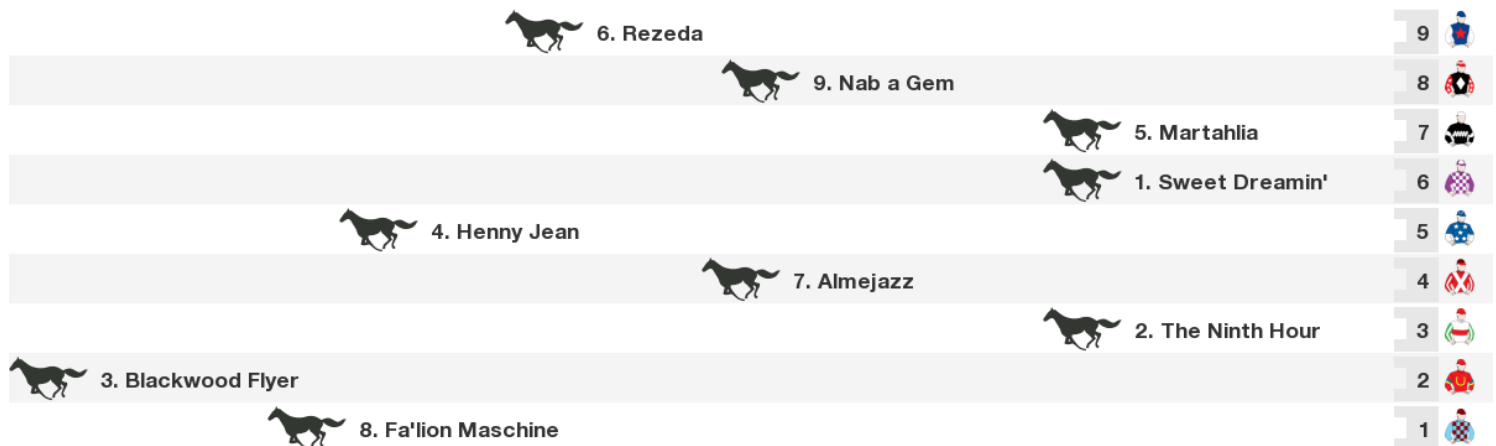 6. Rezeda 9
9. Nab a Gem 8
5. Martahlia 7
1. Sweet Dreamin' 6
4. Henny Jean 5
7. Almejazz 4
2. The Ninth Hour 3
3. Blackwood Flyer 2
8. Fa'lion Maschine 1